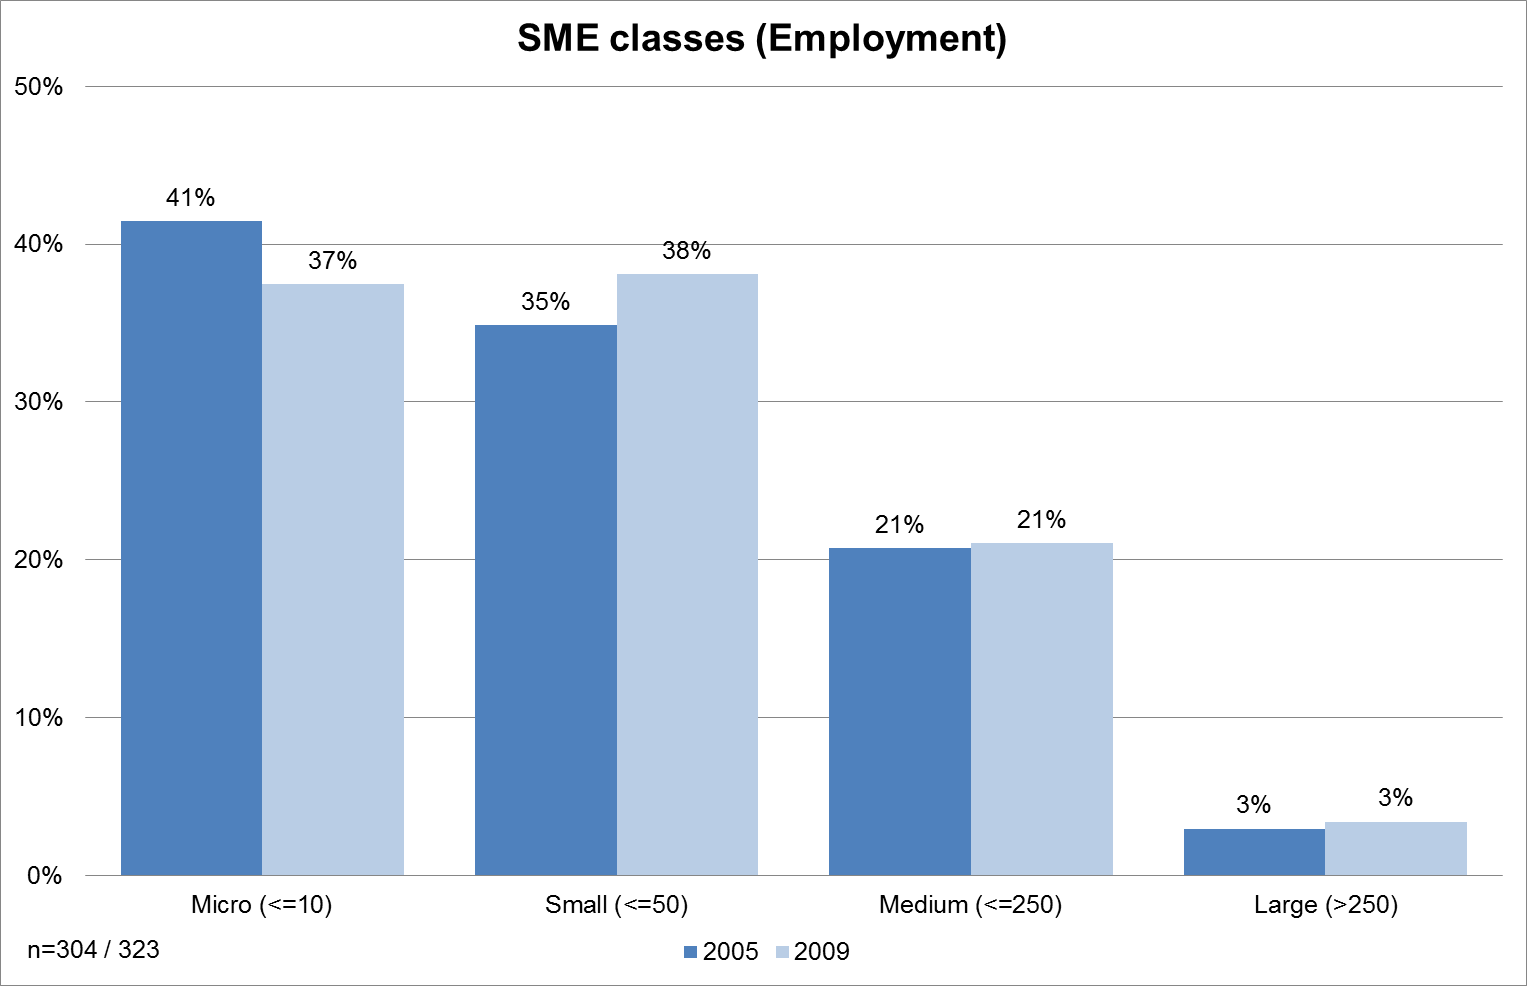 SME classes (Employment)
50%
40%
30%
20%
10%
0%
41%
37%
35%
38%
21%
21%
3%
3%
Micro (<=10)
Small (<=50)
Medium (<=250)
Large (>250)
n=304 / 323
2005
2009